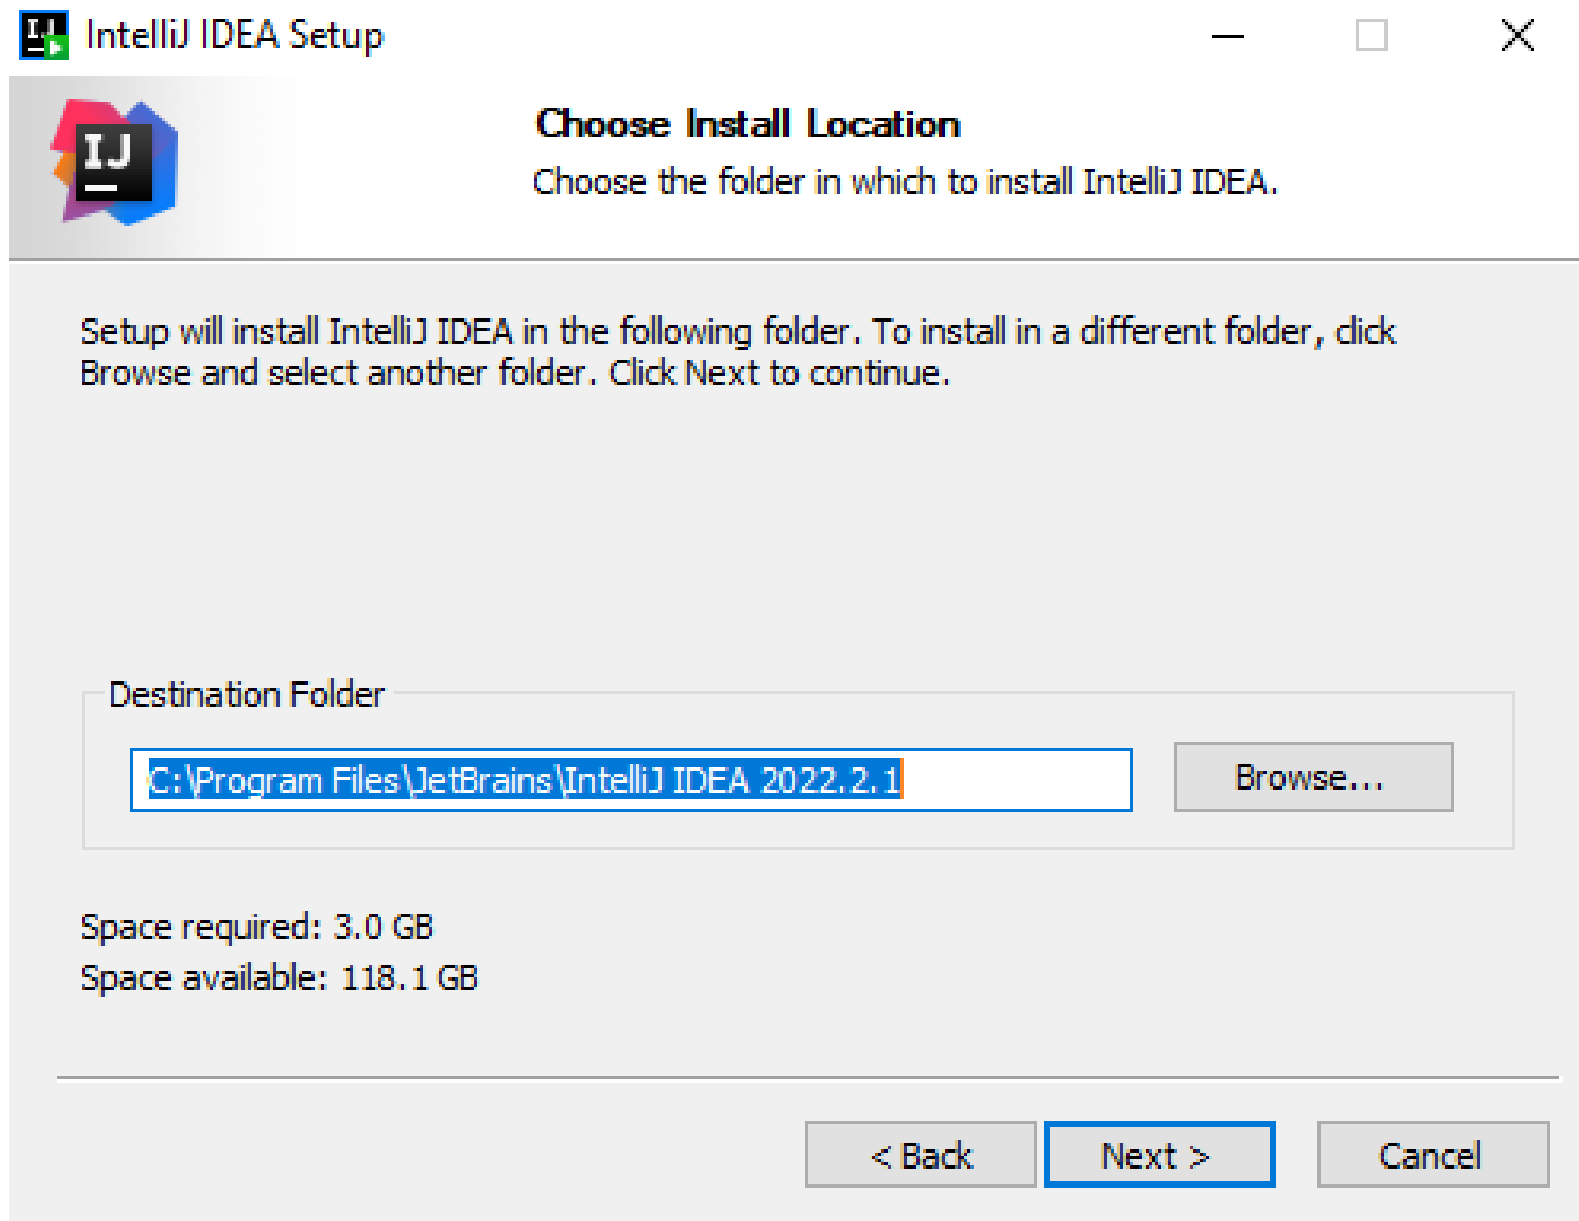 IntelliJ IDEA Setup
IJ
Choose Install Location
Choose the folder in which to install IntelliJ IDEA.
Setup will install IntelliJ IDEA in the following folder. To install in a different folder, click
Browse and select another folder. Click Next to continue.
Destination Folder
C:\Program Files\JetBrains\IntelliJ IDEA 2022.2.1
Browse...
Space required: 3.0 GB
Space available: 118.1 GB
< Back
Next >
Cancel